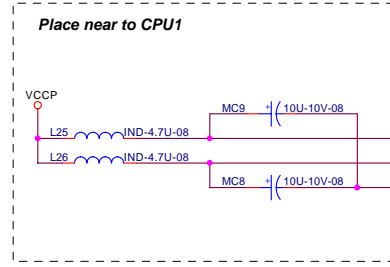 Place near to CPU1
VCCP
MC9 + 10U-10V-08
L25 IND-4.7U-08
L26 IND-4.7U-08
MC8 + 10U-10V-08